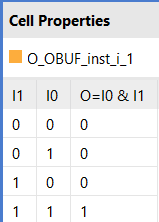 Cell Properties
O_OBUF_inst_i_1
I1 I0 O=I0 & I1
0 0 0
0 1 0
1 0 0
1 1 1